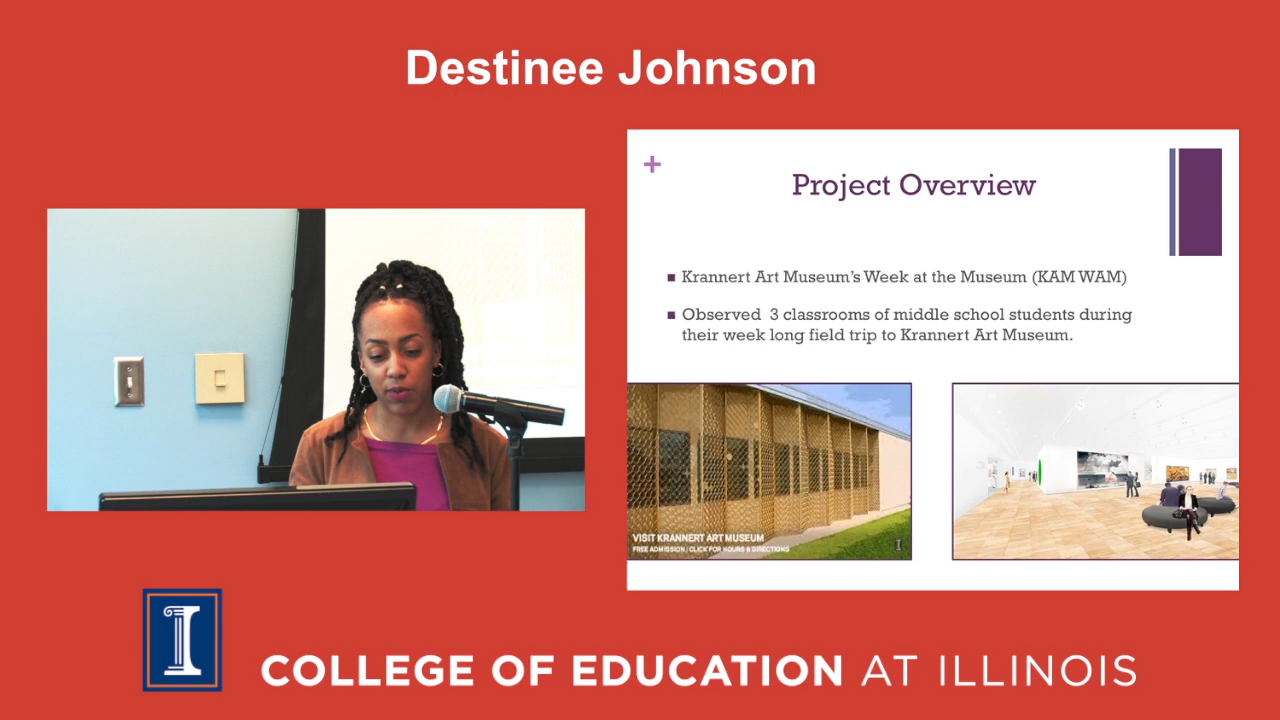 Destinee Johnson
+
Project Overview
■ Krannert Art Museum's Week at the Museum (KAM WAM)
■ Observed 3 classrooms of middle school students during
their week long field trip to Krannert Art Museum.
VISIT KRANNERT ART MUSEUM
FREE ADMISSION | CLICK FOR HOURS & DIRECTIONS
I
I
COLLEGE OF EDUCATION AT ILLINOIS